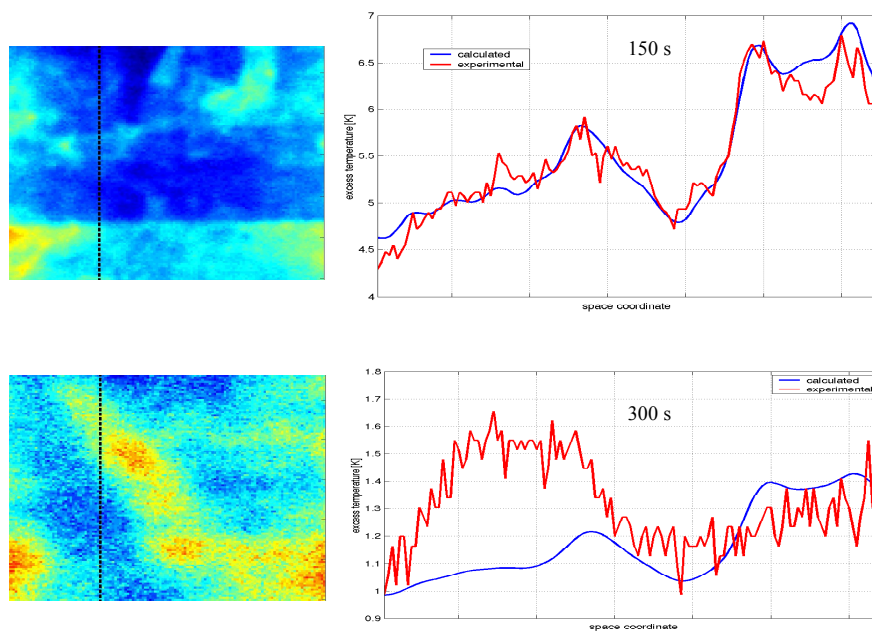 7
6.5
6
5.5
5
4.5
4
excess temperature[K]
calculated
experimental
150 s
space coordinate
1.8
1.7
1.6
1.5
1.4
1.3
1.2
1.1
1
0.9
excess temperature[K]
calculated
experimental
300 s
space coordinate